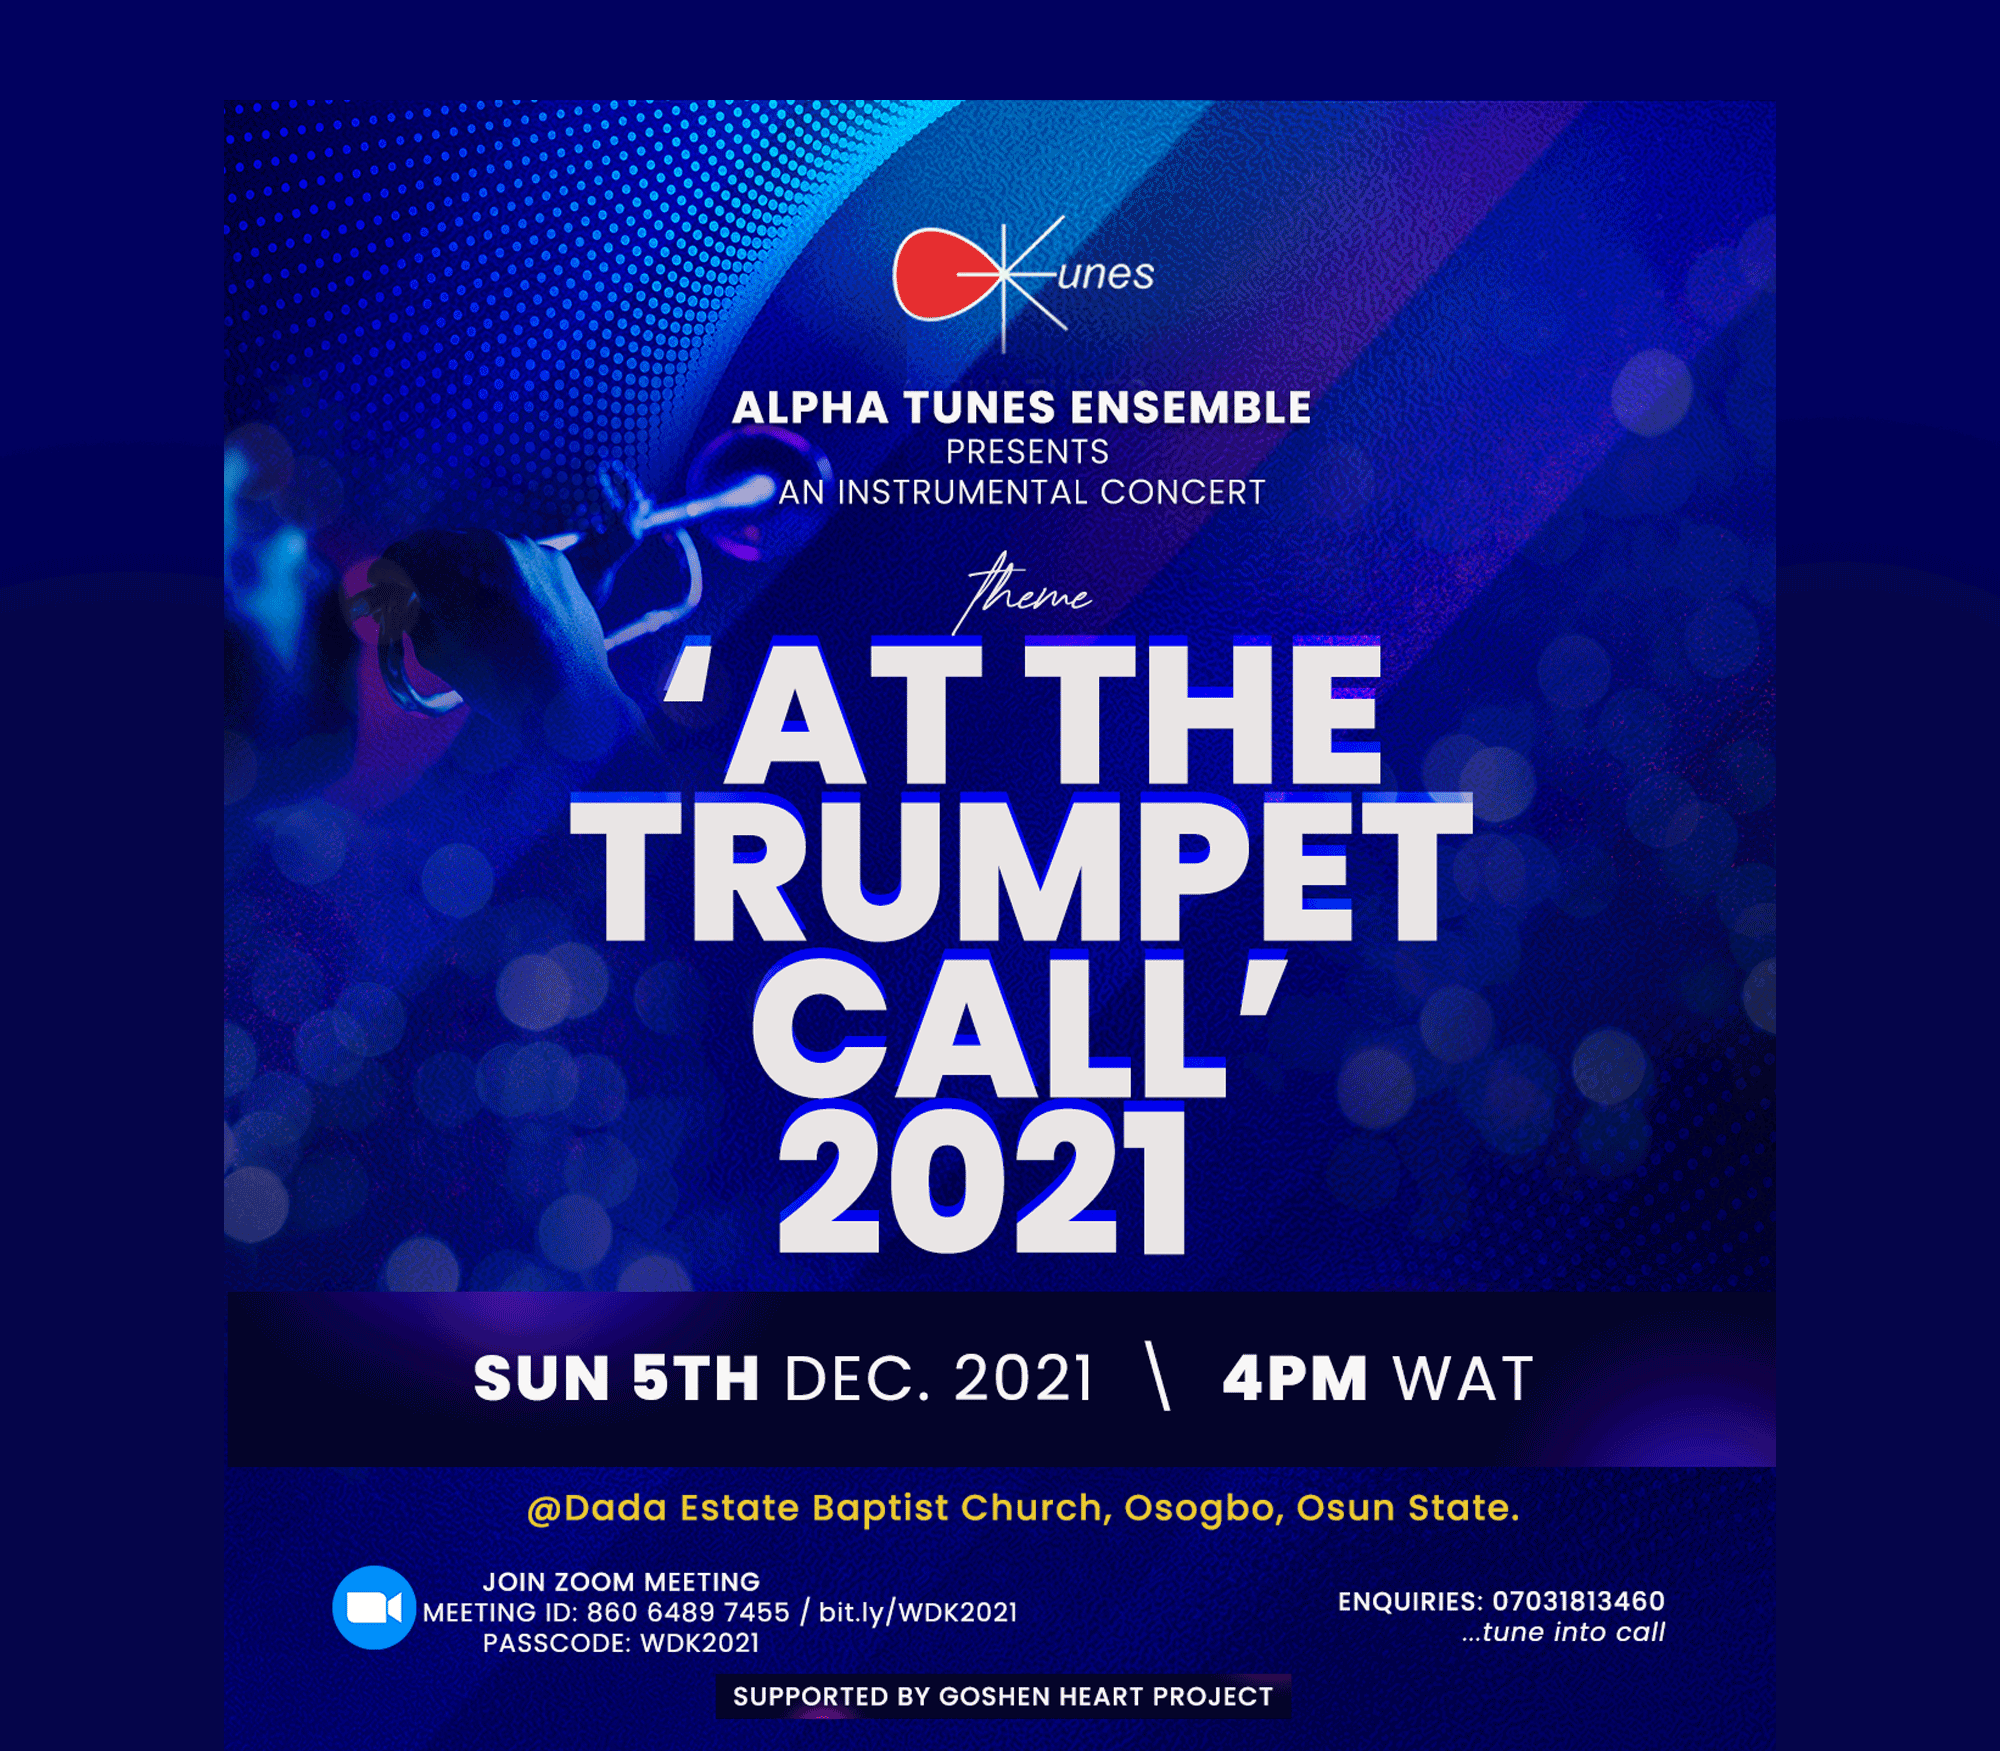 unes
ALPHA TUNES ENSEMBLE
PRESENTS
AN INSTRUMENTAL CONCERT
theme
‘AT THE
TRUMPET
CALL’
2021
SUN 5TH DEC. 2021 \ 4PM WAT
@Dada Estate Baptist Church, Osogbo, Osun State.
JOIN ZOOM MEETING
MEETING ID: 860 6489 7455 / bit.ly/WDK2021
PASSCODE: WDK2021
ENQUIRIES: 07031813460
...tune into call
SUPPORTED BY GOSHEN HEART PROJECT